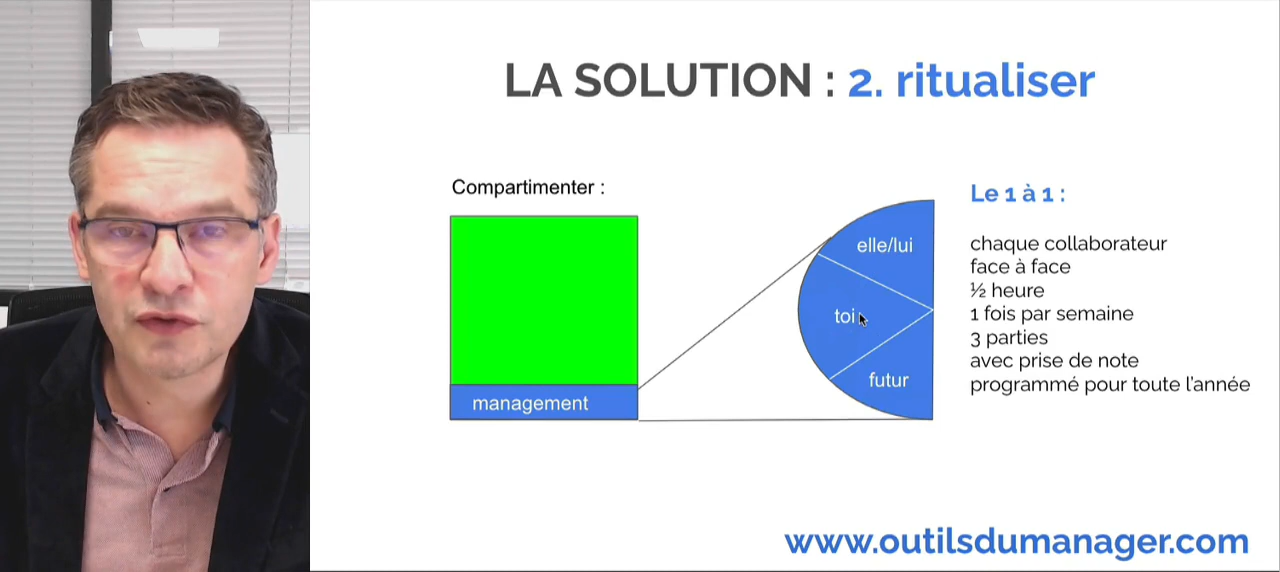 LA SOLUTION : 2. ritualiser
Compartimenter :
management
elle/lui
toi
futur
Le 1 à 1 :
chaque collaborateur
face à face
½ heure
1 fois par semaine
3 parties
avec prise de note
programmé pour toute l'année
www.outilsdumanager.com